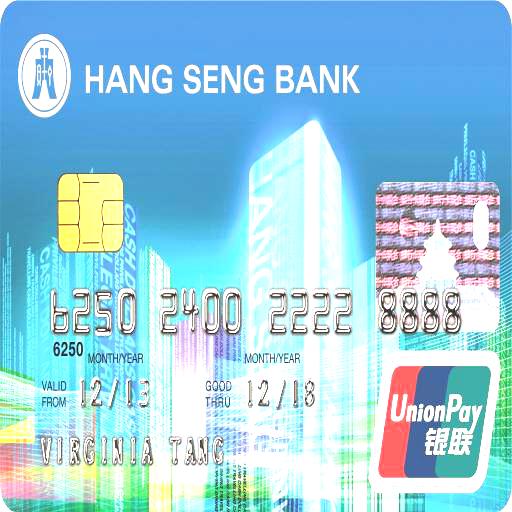 HANG SENG BANK
6250 2400 2222 8888
6250 MONTH/YEAR MONTH/YEAR
VALID FROM 12/13 GOOD THRU 12/18
VIRGINIA TANG
UnionPay
银联